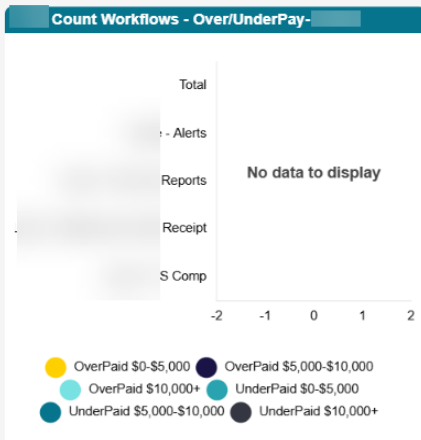 Count Workflows - Over/UnderPay-
Total
- Alerts
Reports
No data to display
Receipt
S Comp
-2 -1 0 1 2
OverPaid $0-$5,000 OverPaid $5,000-$10,000
OverPaid $10,000+ UnderPaid $0-$5,000
UnderPaid $5,000-$10,000 UnderPaid $10,000+